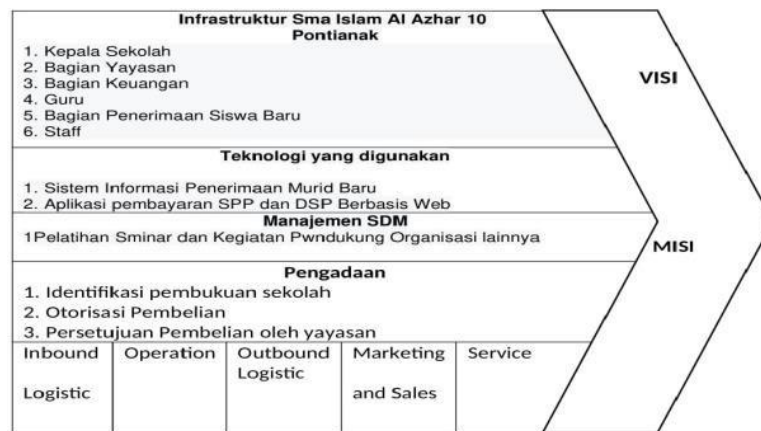 Infrastruktur Sma Islam Al Azhar 10
Pontianak
1. Kepala Sekolah
2. Bagian Yayasan
3. Bagian Keuangan
4. Guru
5. Bagian Penerimaan Siswa Baru
6. Staff
Teknologi yang digunakan
1. Sistem Informasi Penerimaan Murid Baru
2. Aplikasi pembayaran SPP dan DSP Berbasis Web
Manajemen SDM
1Pelatihan Sminar dan Kegiatan Pwndukung Organisasi lainnya
Pengadaan
1. Identifikasi pembukuan sekolah
2. Otorisasi Pembelian
3. Persetujuan Pembelian oleh yayasan
Inbound
Logistic
Operation
Outbound
Logistic
Marketing
and Sales
Service
VISI
MISI